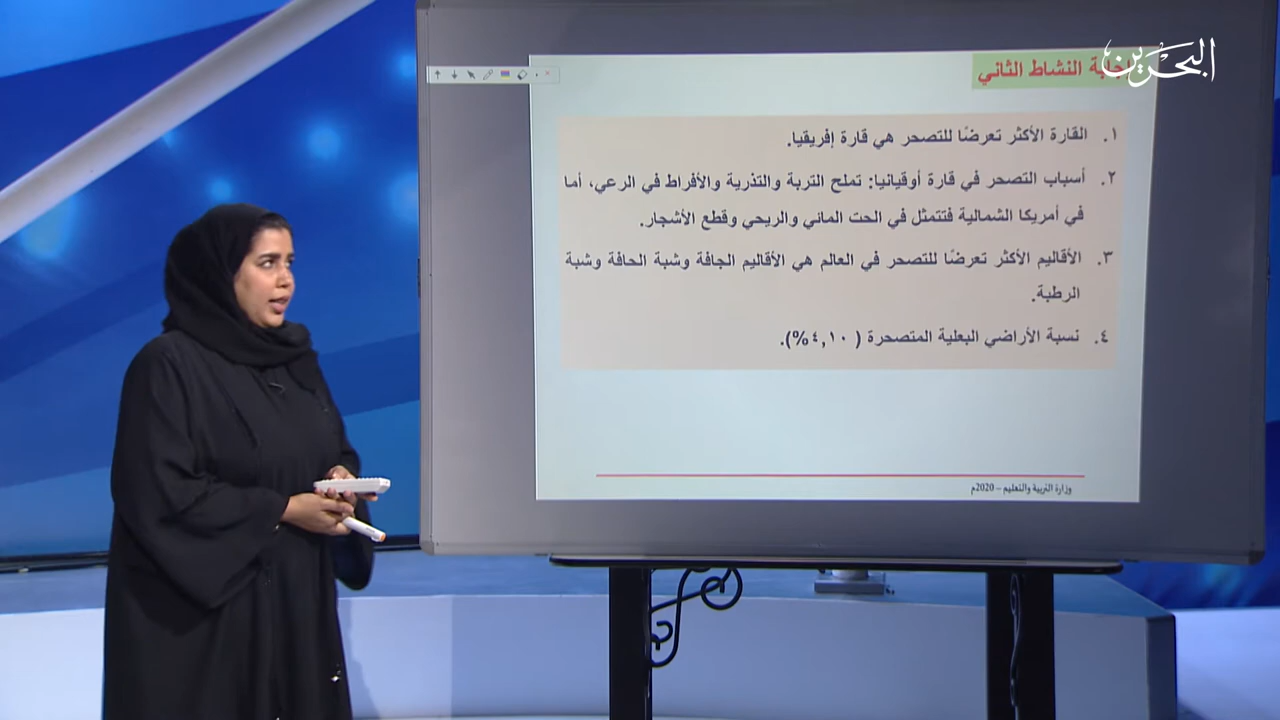 البحرين
إجابة النشاط الثاني
١. القارة الأكثر تعرضًا للتصحر هي قارة إفريقيا.
٢. أسباب التصحر في قارة أوقيانيا: تملح التربة والتذرية والأفراط في الرعي، أما
في أمريكا الشمالية فتتمثل في الحت المائي والريحي وقطع الأشجار.
٣. الأقاليم الأكثر تعرضًا للتصحر في العالم هي الأقاليم الجافة وشبة الحافة وشبة
الرطبة.
٤. نسبة الأراضي البعلية المتصحرة ( ٤,١٠%).
وزارة التربية والتعليم – 2020م